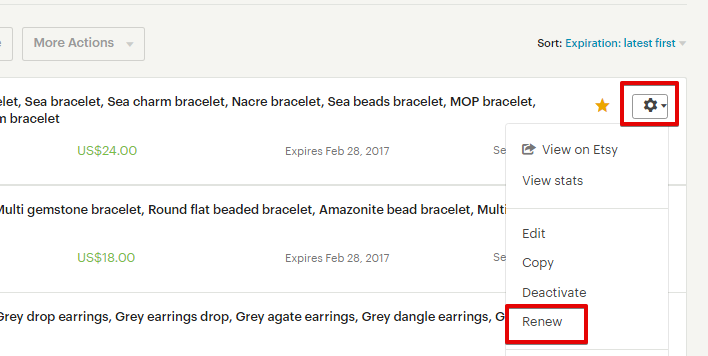 More Actions
Sort: Expiration: latest first
elet, Sea bracelet, Sea charm bracelet, Nacre bracelet, Sea beads bracelet, MOP bracelet,
m bracelet
US$24.00 Expires Feb 28, 2017 Se
View on Etsy
View stats
Multi gemstone bracelet, Round flat beaded bracelet, Amazonite bead bracelet, Multi
Edit
US$18.00 Expires Feb 28, 2017 Se
Copy
Deactivate
Grey drop earrings, Grey earrings drop, Grey agate earrings, Grey dangle earrings, G
Renew